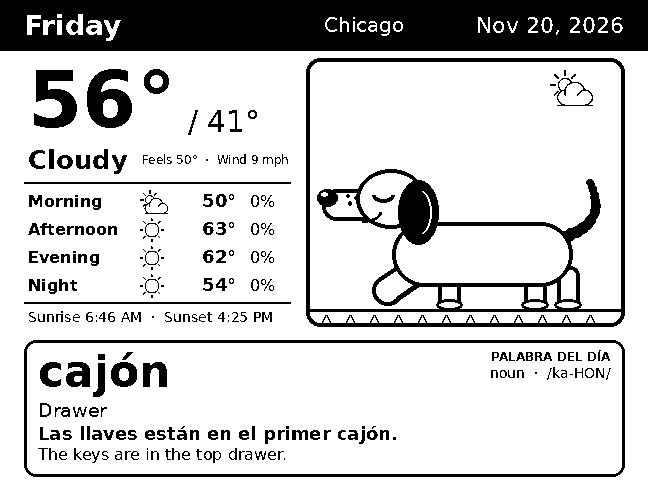 Friday Chicago Nov 20, 2026
56° / 41°
Cloudy Feels 50° · Wind 9 mph
Morning 50° 0%
Afternoon 63° 0%
Evening 62° 0%
Night 54° 0%
Sunrise 6:46 AM · Sunset 4:25 PM
cajón
PALABRA DEL DÍA
noun · /ka-HON/
Drawer
Las llaves están en el primer cajón.
The keys are in the top drawer.